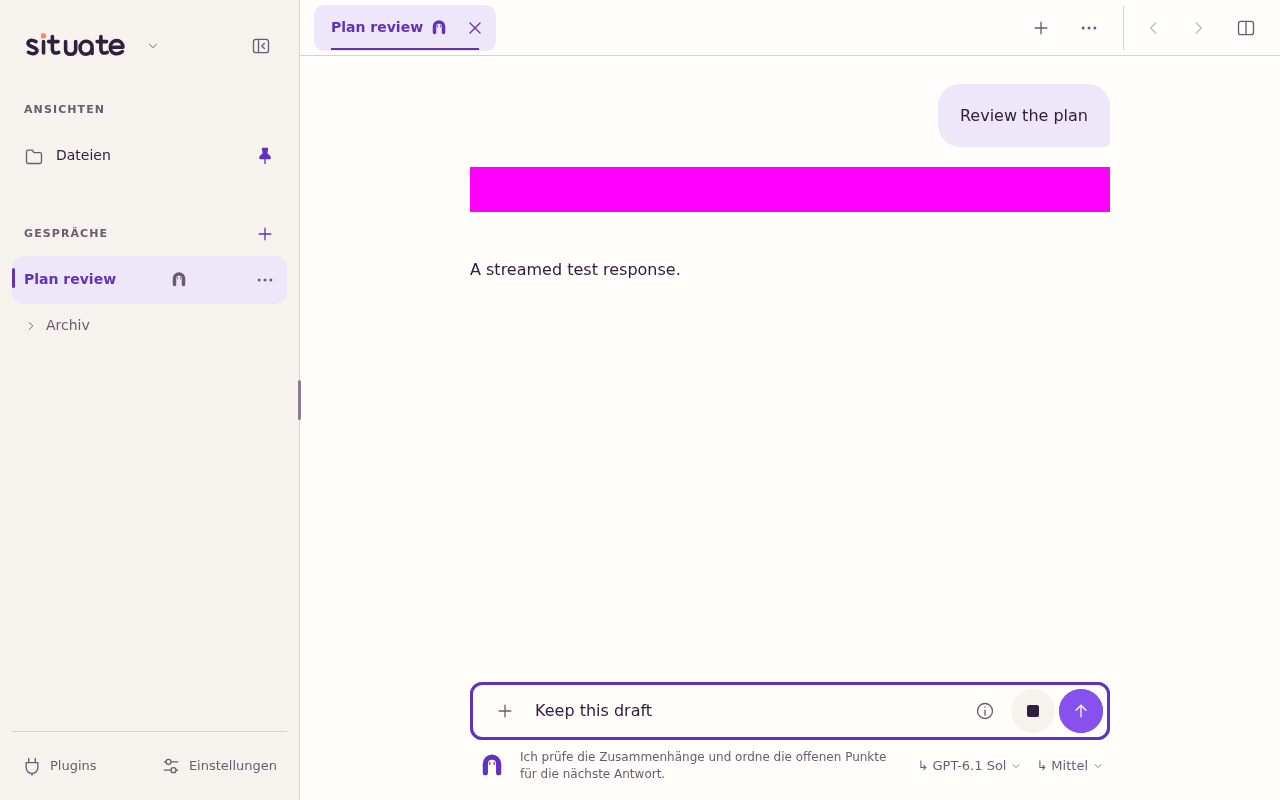 situate
ANSICHTEN
Dateien
GESPRÄCHE
Plan review
Archiv
Plugins
Einstellungen
Plan review
Review the plan
A streamed test response.
Keep this draft
Ich prüfe die Zusammenhänge und ordne die offenen Punkte
für die nächste Antwort.
↳ GPT-6.1 Sol
↳ Mittel